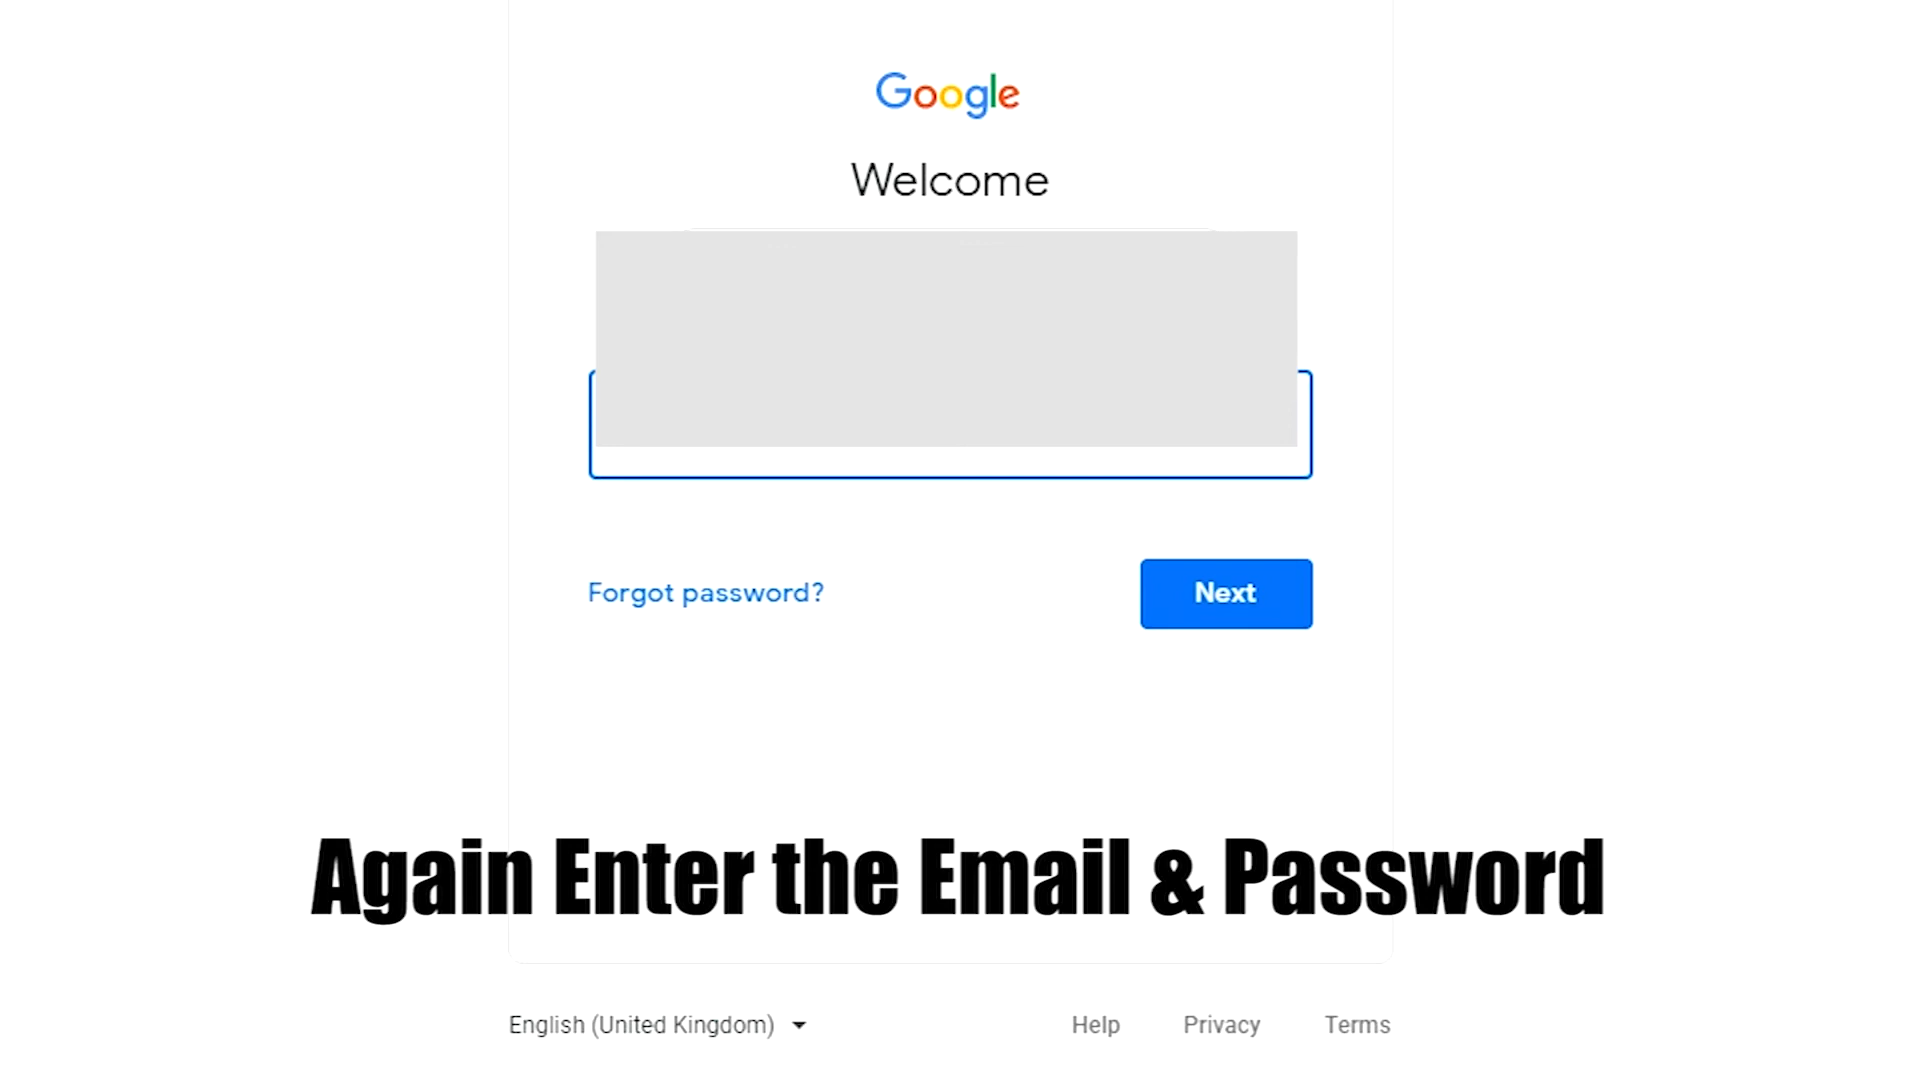 Google
Welcome
Forgot password?
Next
Again Enter the Email & Password
English (United Kingdom)
Help Privacy Terms